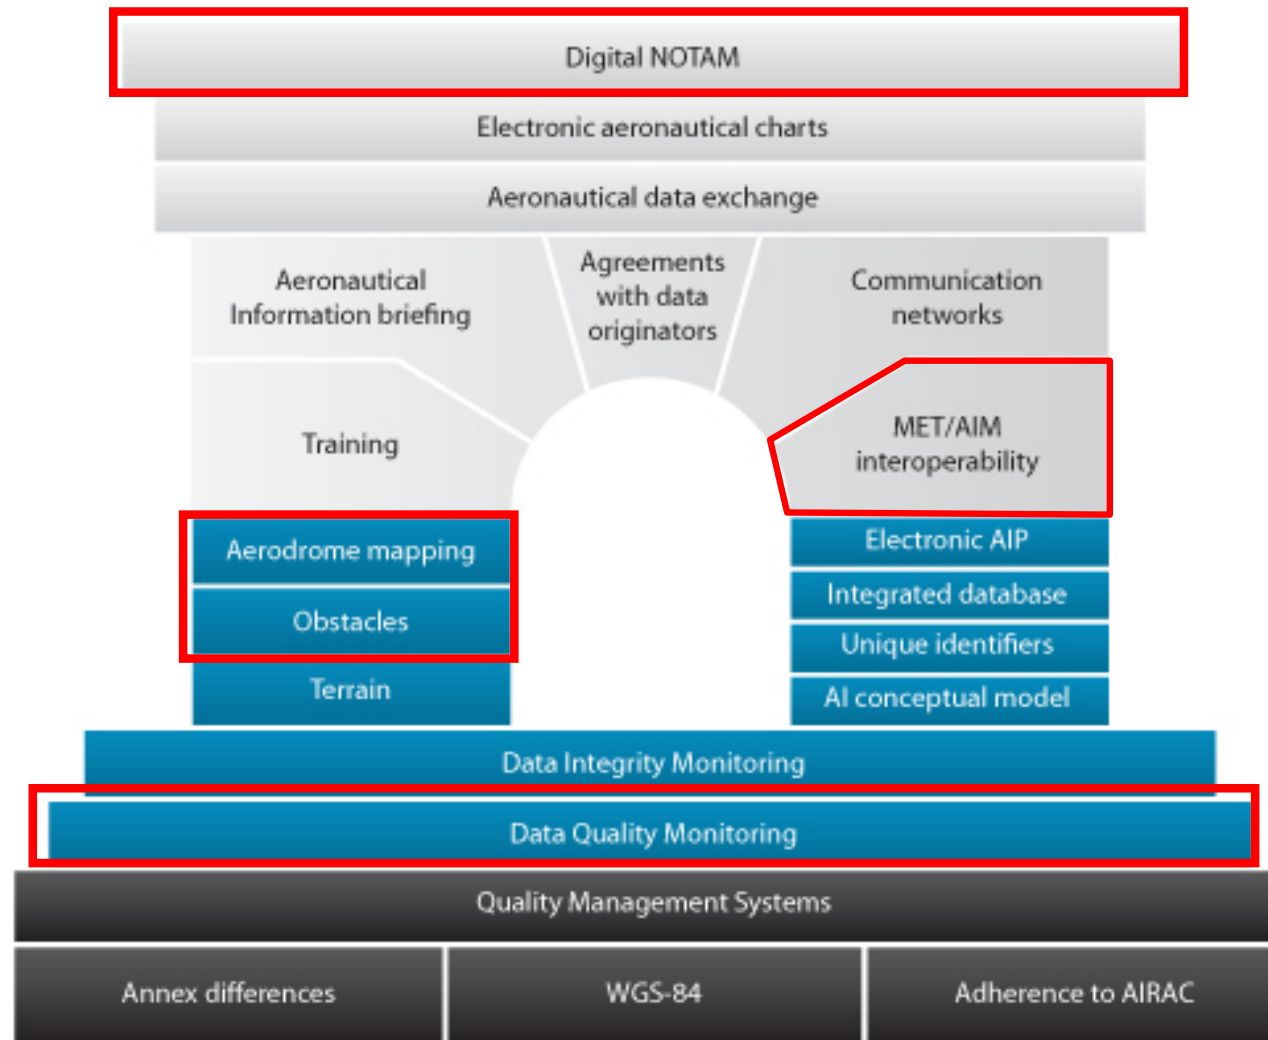 Digital NOTAM
Electronic aeronautical charts
Aeronautical data exchange
Aeronautical
Information briefing
Agreements
with data
originators
Communication
networks
Training
MET/AIM
interoperability
Aerodrome mapping
Obstacles
Terrain
Electronic AIP
Integrated database
Unique identifiers
AI conceptual model
Data Integrity Monitoring
Data Quality Monitoring
Quality Management Systems
Annex differences
WGS-84
Adherence to AIRAC